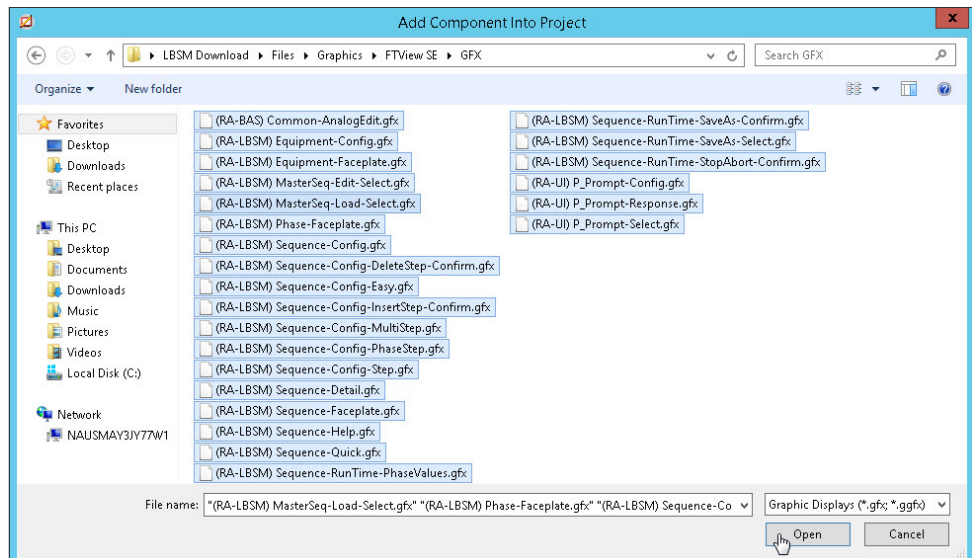 Add Component Into Project
x
LBSM Download ▸ Files ▸ Graphics ▸ FTView SE ▸ GFX
Search GFX
Organize
New folder
Favorites
Desktop
Downloads
Recent places
This PC
Desktop
Documents
Downloads
Music
Pictures
Videos
Local Disk (C:)
Network
NAUSMAY3JY77W1
(RA-BAS) Common-AnalogEdit.gfx
(RA-LBSM) Equipment-Config.gfx
(RA-LBSM) Equipment-Faceplate.gfx
(RA-LBSM) MasterSeq-Edit-Select.gfx
(RA-LBSM) MasterSeq-Load-Select.gfx
(RA-LBSM) Phase-Faceplate.gfx
(RA-LBSM) Sequence-Config.gfx
(RA-LBSM) Sequence-Config-DeleteStep-Confirm.gfx
(RA-LBSM) Sequence-Config-Easy.gfx
(RA-LBSM) Sequence-Config-InsertStep-Confirm.gfx
(RA-LBSM) Sequence-Config-MultiStep.gfx
(RA-LBSM) Sequence-Config-PhaseStep.gfx
(RA-LBSM) Sequence-Config-Step.gfx
(RA-LBSM) Sequence-Detail.gfx
(RA-LBSM) Sequence-Faceplate.gfx
(RA-LBSM) Sequence-Help.gfx
(RA-LBSM) Sequence-Quick.gfx
(RA-LBSM) Sequence-RunTime-PhaseValues.gfx
(RA-LBSM) Sequence-RunTime-SaveAs-Confirm.gfx
(RA-LBSM) Sequence-RunTime-SaveAs-Select.gfx
(RA-LBSM) Sequence-RunTime-StopAbort-Confirm.gfx
(RA-UI) P_Prompt-Config.gfx
(RA-UI) P_Prompt-Response.gfx
(RA-UI) P_Prompt-Select.gfx
File name: "(RA-LBSM) MasterSeq-Load-Select.gfx" "(RA-LBSM) Phase-Faceplate.gfx" "(RA-LBSM) Sequence-Co
Graphic Displays (*.gfx; *.ggfx)
Open
Cancel